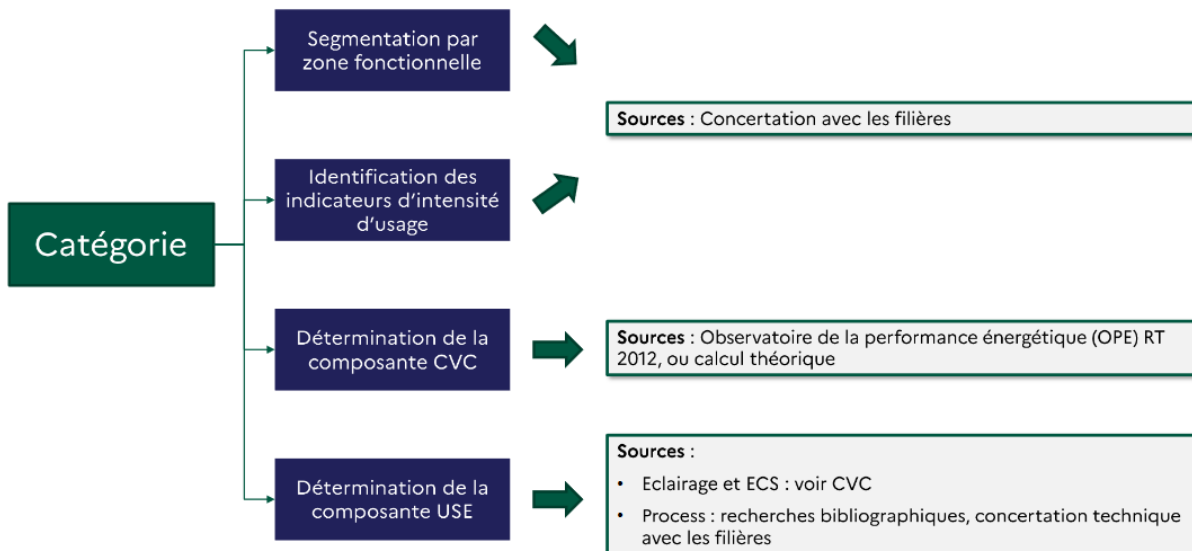 Segmentation par
zone fonctionnelle
Sources : Concertation avec les filières
Identification des
indicateurs d'intensité
d'usage
Catégorie
Détermination de la
composante CVC
Sources : Observatoire de la performance énergétique (OPE) RT
2012, ou calcul théorique
Détermination de la
composante USE
Sources :
• Eclairage et ECS : voir CVC
• Process : recherches bibliographiques, concertation technique
avec les filières